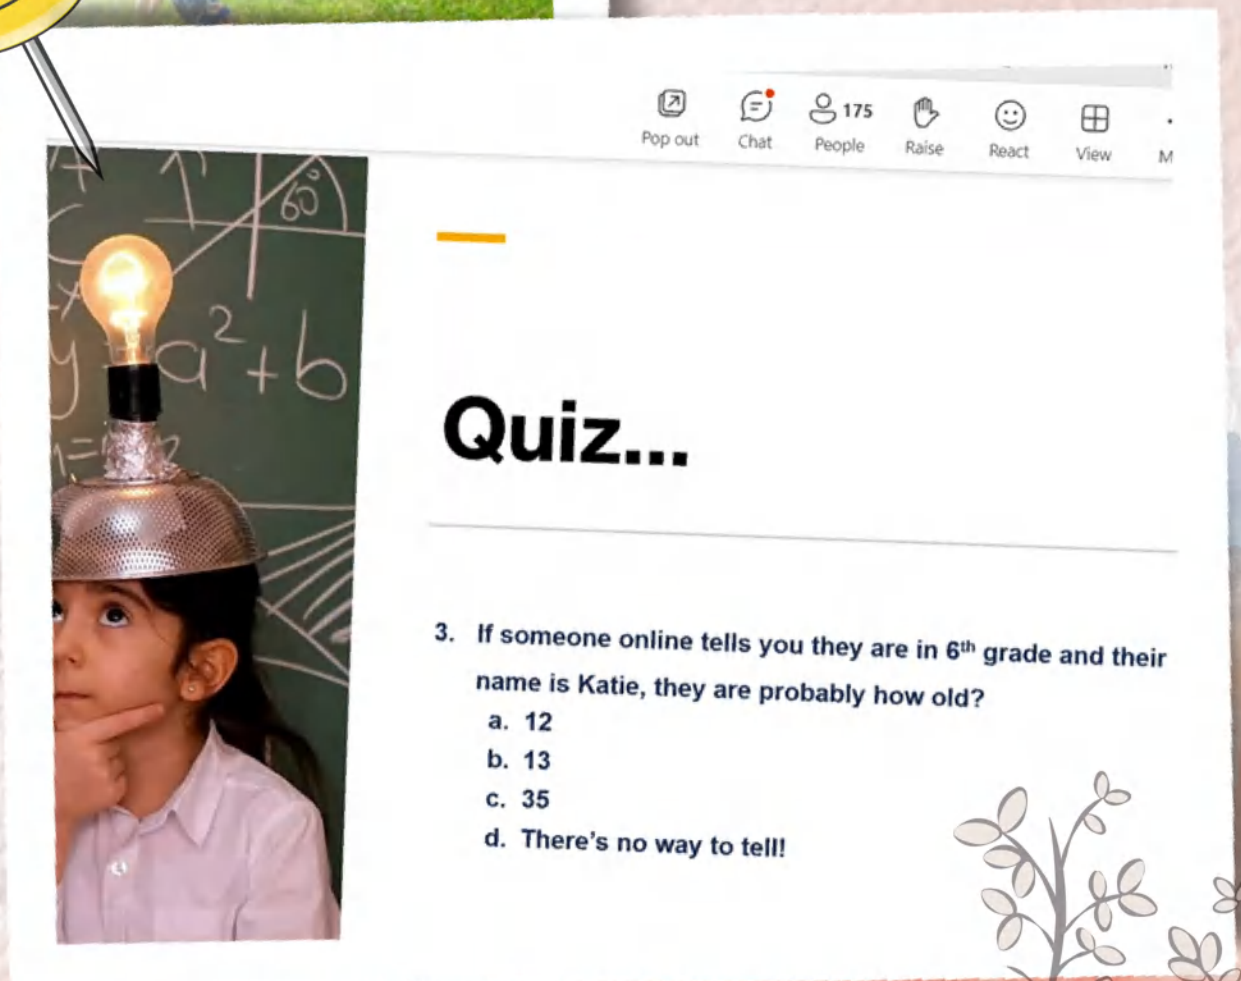 175
Pop out Chat People Raise React View M
60°
a² + b
Quiz...
3. If someone online tells you they are in 6th grade and their
name is Katie, they are probably how old?
a. 12
b. 13
c. 35
d. There's no way to tell!